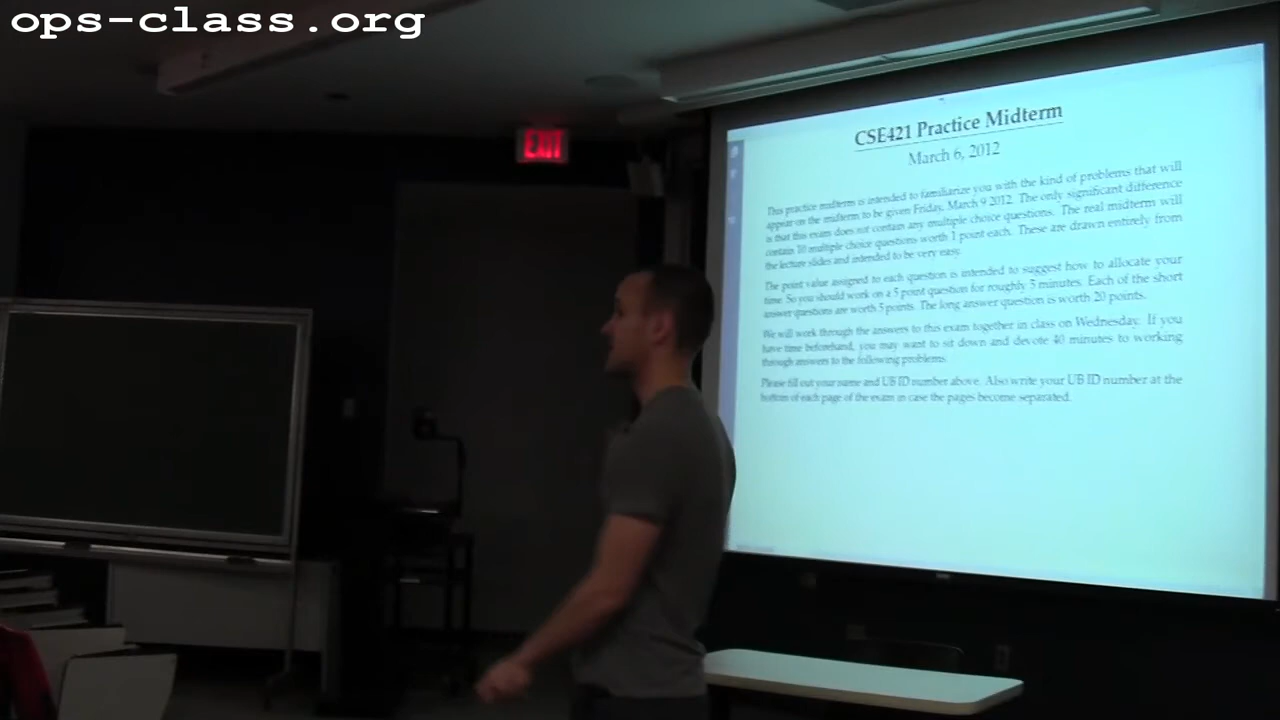 ops-class.org
EXIT
CSE421 Practice Midterm
March 6, 2012
This practice midterm is intended to familiarize you with the kind of problems that will
appear on the midterm to be given Friday, March 9 2012. The only significant difference
is that this exam does not contain any multiple choice questions. The real midterm will
contain 10 multiple choice questions worth 1 point each. These are drawn entirely from
the lecture slides and intended to be very easy.
The point value assigned to each question is intended to suggest how to allocate your
time. So you should work on a 5 point question for roughly 5 minutes. Each of the short
answer questions are worth 5 points. The long answer question is worth 20 points.
We will work through the answers to this exam together in class on Wednesday. If you
have time beforehand, you may want to sit down and devote 40 minutes to working
through answers to the following problems.
Please fill out your name and UB ID number above. Also write your UB ID number at the
bottom of each page of the exam in case the pages become separated.